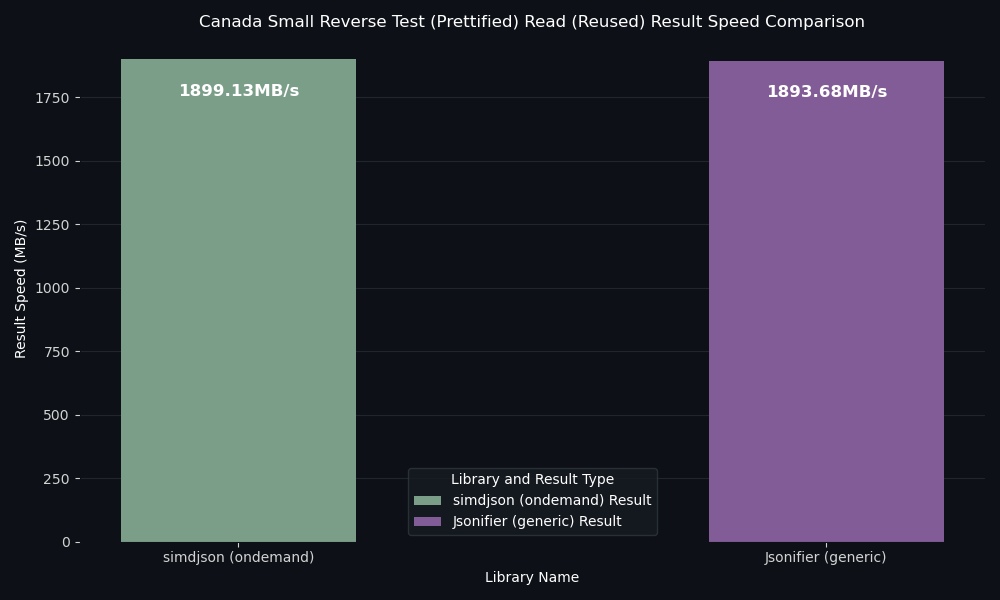 Canada Small Reverse Test (Prettified) Read (Reused) Result Speed Comparison
1899.13MB/s
1893.68MB/s
1750
1500
1250
1000
750
500
250
0
Result Speed (MB/s)
Library and Result Type
simdjson (ondemand) Result
Jsonifier (generic) Result
simdjson (ondemand)
Jsonifier (generic)
Library Name